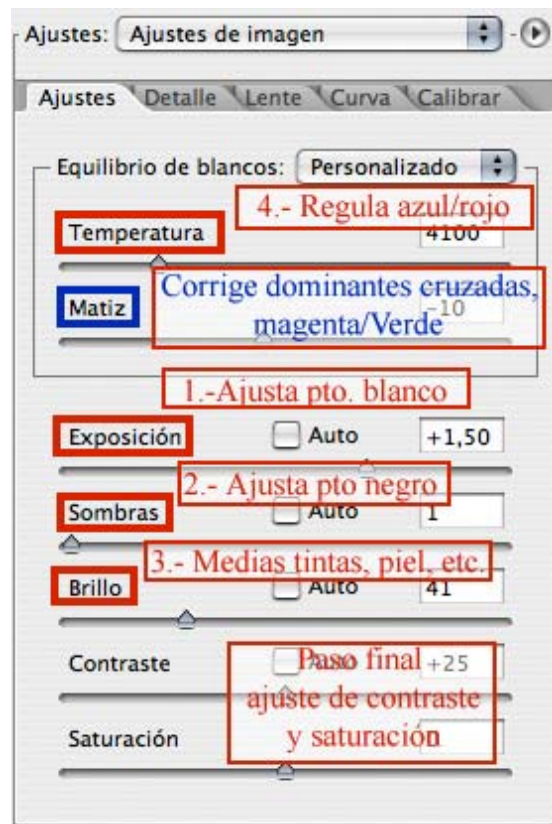 Ajustes: Ajustes de imagen
Ajustes Detalle Lente Curva Calibrar
Equilibrio de blancos: Personalizado
4.- Regula azul/rojo
Temperatura 4100
Corrige dominantes cruzadas,
Matiz -10
magenta/Verde
1.-Ajusta pto. blanco
Exposición Auto +1,50
2.- Ajusta pto negro
Sombras Auto 1
3.- Medias tintas, piel, etc.
Brillo Auto 41
Paso final
Contraste Auto +25
ajuste de contraste
y saturación
Saturación